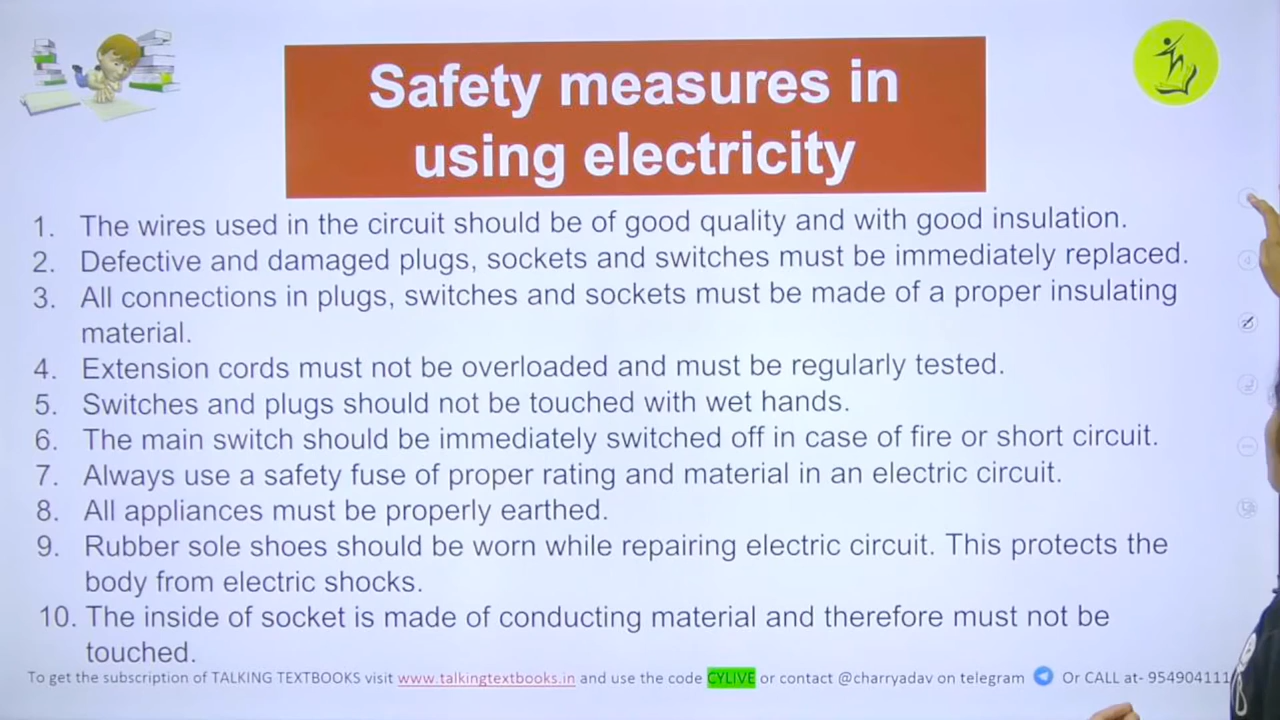 Safety measures in
using electricity
1. The wires used in the circuit should be of good quality and with good insulation.
2. Defective and damaged plugs, sockets and switches must be immediately replaced.
3. All connections in plugs, switches and sockets must be made of a proper insulating
material.
4. Extension cords must not be overloaded and must be regularly tested.
5. Switches and plugs should not be touched with wet hands.
6. The main switch should be immediately switched off in case of fire or short circuit.
7. Always use a safety fuse of proper rating and material in an electric circuit.
8. All appliances must be properly earthed.
9. Rubber sole shoes should be worn while repairing electric circuit. This protects the
body from electric shocks.
10. The inside of socket is made of conducting material and therefore must not be
touched.
To get the subscription of TALKING TEXTBOOKS visit www.talkingtextbooks.in and use the code CYLIVE or contact @charryadav on telegram Or CALL at- 954904111